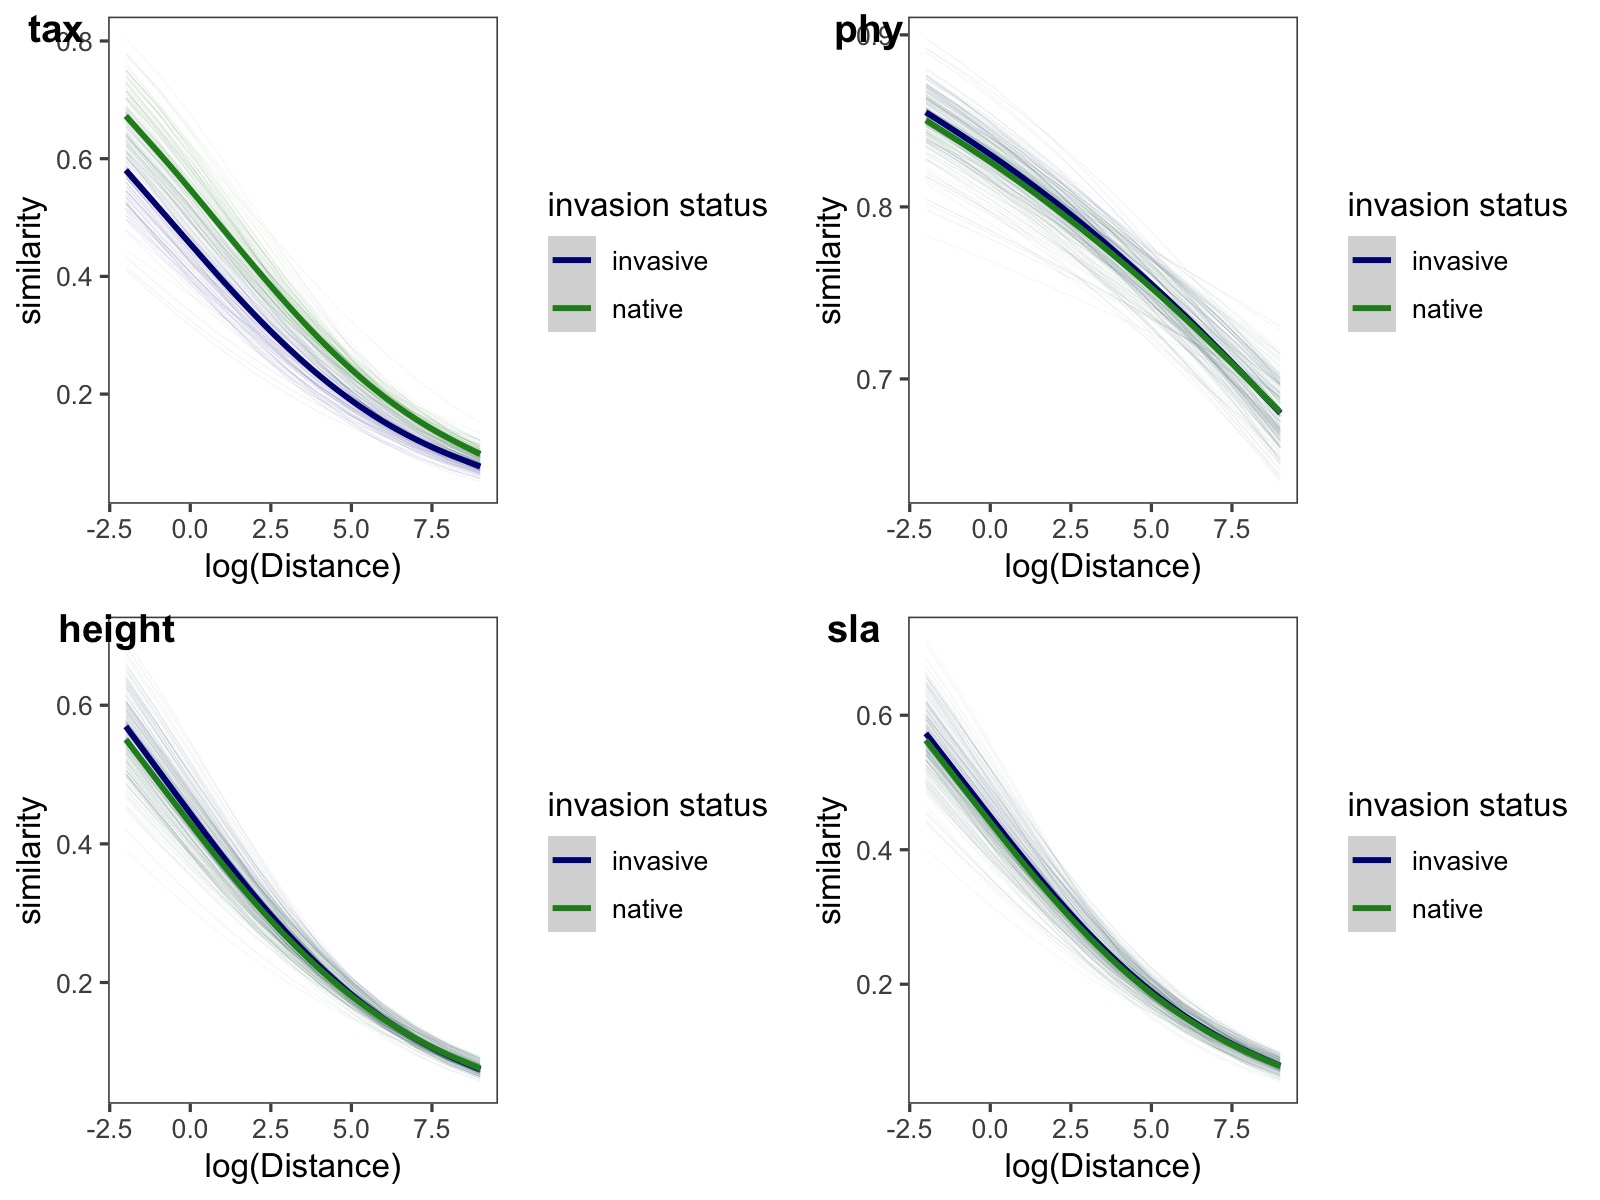 tax
0.8
0.6
0.4
0.2
similarity
-2.5 0.0 2.5 5.0 7.5
log(Distance)
invasion status
invasive
native
phy
0.9
0.8
0.7
similarity
-2.5 0.0 2.5 5.0 7.5
log(Distance)
invasion status
invasive
native
height
0.6
0.4
0.2
similarity
-2.5 0.0 2.5 5.0 7.5
log(Distance)
invasion status
invasive
native
sla
0.6
0.4
0.2
similarity
-2.5 0.0 2.5 5.0 7.5
log(Distance)
invasion status
invasive
native